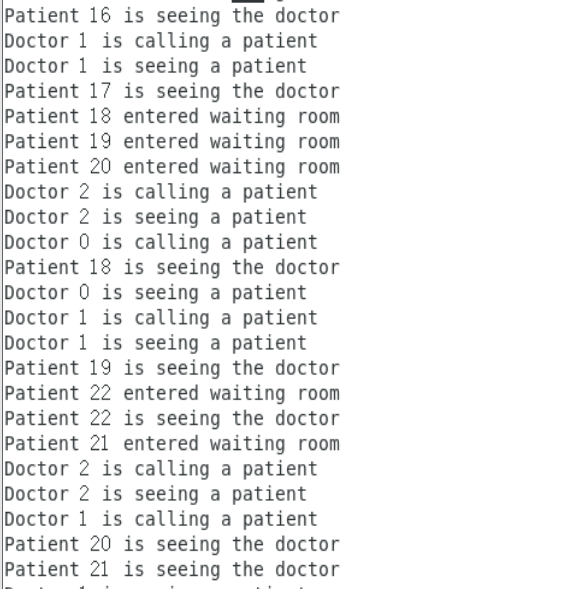 Patient 16 is seeing the doctor
Doctor 1 is calling a patient
Doctor 1 is seeing a patient
Patient 17 is seeing the doctor
Patient 18 entered waiting room
Patient 19 entered waiting room
Patient 20 entered waiting room
Doctor 2 is calling a patient
Doctor 2 is seeing a patient
Doctor 0 is calling a patient
Patient 18 is seeing the doctor
Doctor 0 is seeing a patient
Doctor 1 is calling a patient
Doctor 1 is seeing a patient
Patient 19 is seeing the doctor
Patient 22 entered waiting room
Patient 22 is seeing the doctor
Patient 21 entered waiting room
Doctor 2 is calling a patient
Doctor 2 is seeing a patient
Doctor 1 is calling a patient
Patient 20 is seeing the doctor
Patient 21 is seeing the doctor